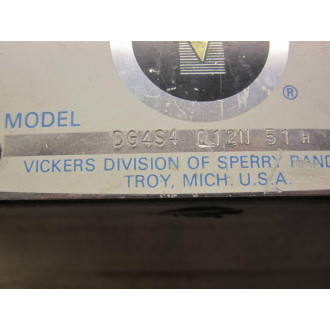 ®
MODEL
DG4S4 012N 51 H
VICKERS DIVISION OF SPERRY RAND
TROY, MICH. U.S.A.